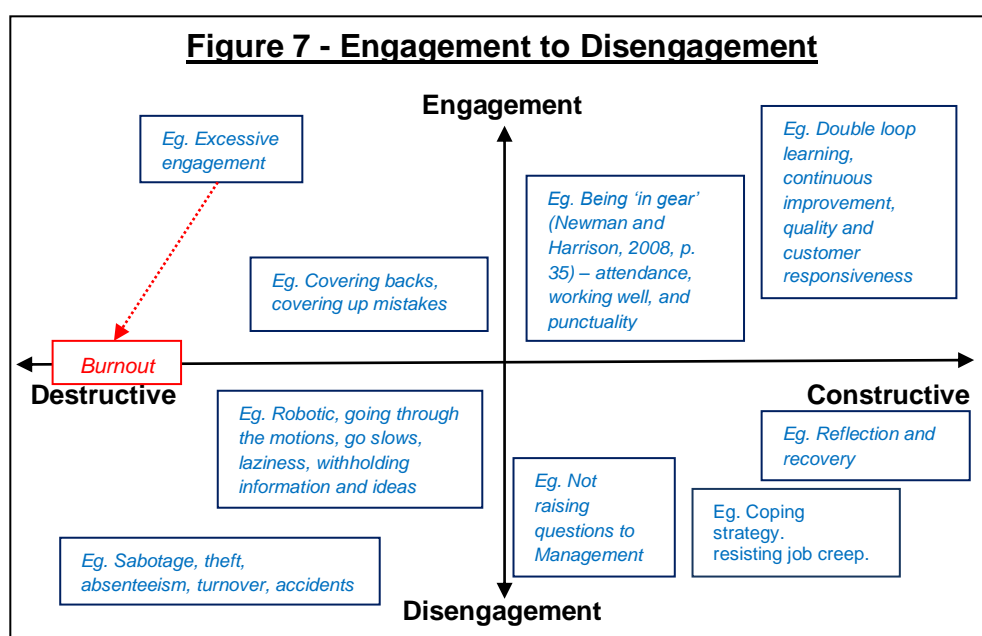 Figure 7 - Engagement to Disengagement
Engagement
Eg. Excessive
engagement
Eg. Double loop
learning,
continuous
improvement,
quality and
customer
responsiveness
Eg. Being ‘in gear’
(Newman and
Harrison, 2008, p.
35) – attendance,
working well, and
punctuality
Eg. Covering backs,
covering up mistakes
Burnout
Destructive
Constructive
Eg. Robotic, going through
the motions, go slows,
laziness, withholding
information and ideas
Eg. Reflection and
recovery
Eg. Not
raising
questions to
Management
Eg. Coping
strategy.
resisting job creep.
Eg. Sabotage, theft,
absenteeism, turnover, accidents
Disengagement